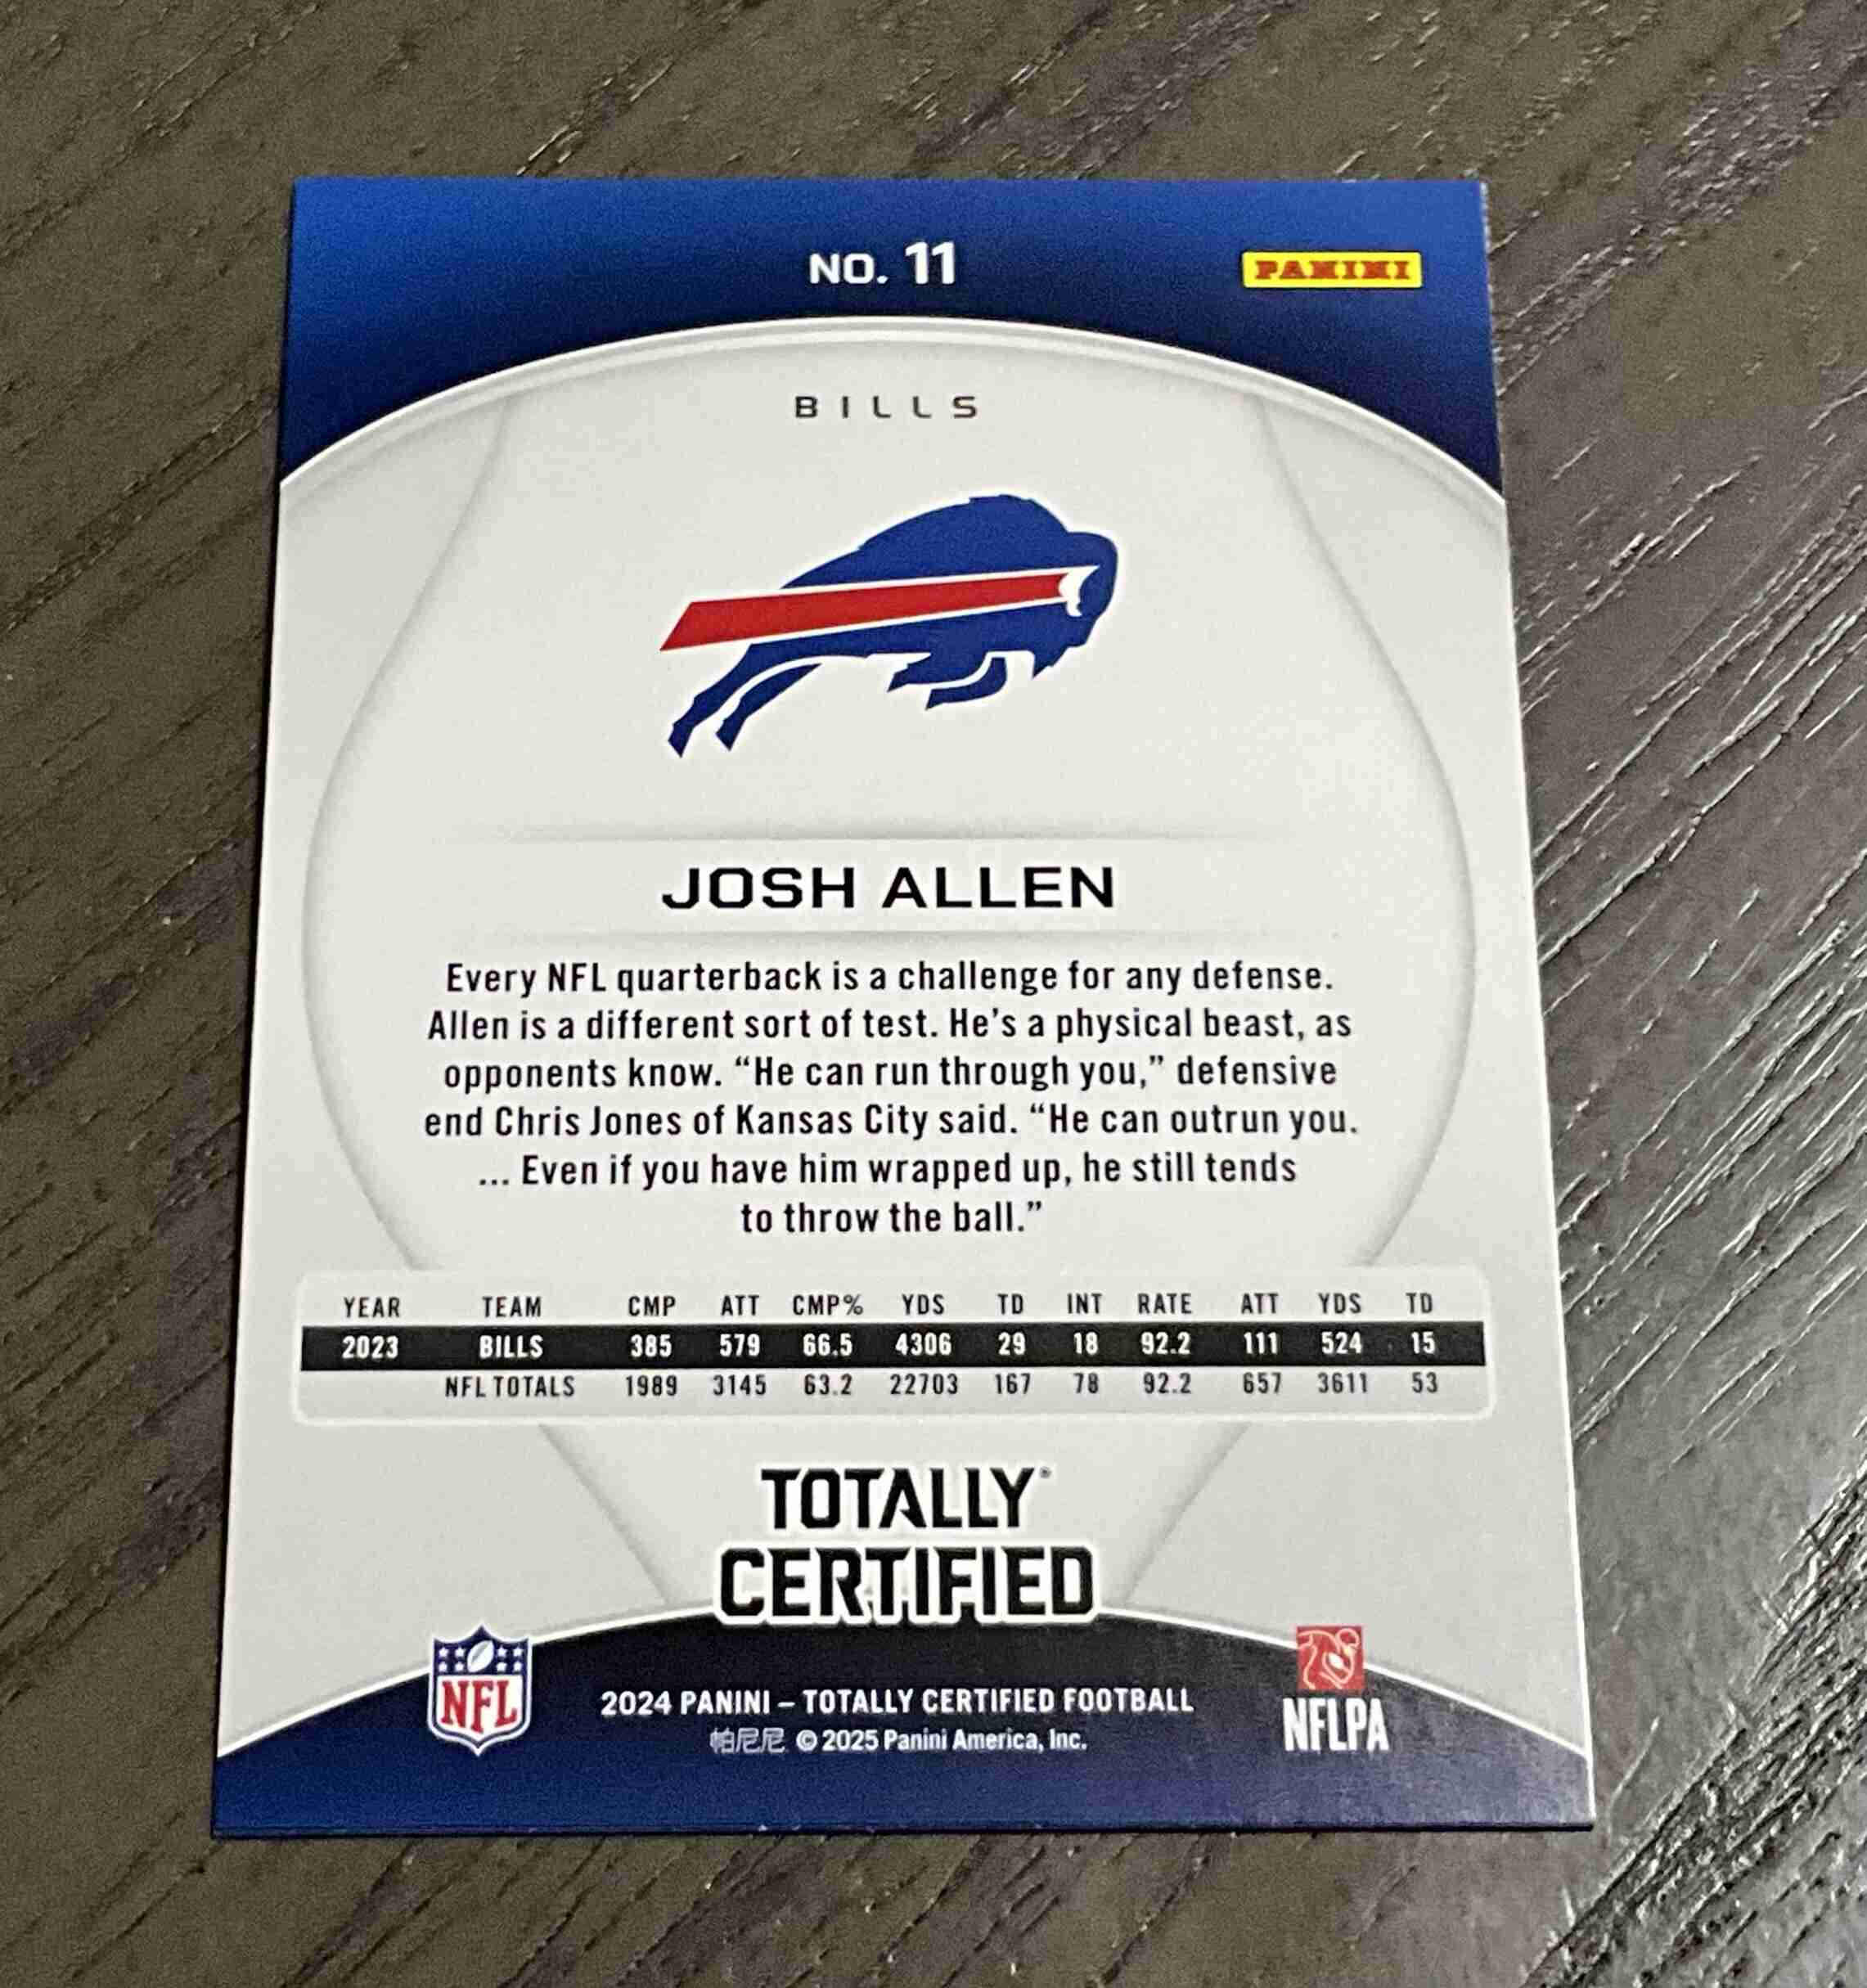 NO. 11
PANINI
BILLS
JOSH ALLEN
Every NFL quarterback is a challenge for any defense.
Allen is a different sort of test. He's a physical beast, as
opponents know. “He can run through you,” defensive
end Chris Jones of Kansas City said. “He can outrun you.
... Even if you have him wrapped up, he still tends
to throw the ball.”
YEAR TEAM CMP ATT CMP% YDS TD INT RATE ATT YDS TD
2023 BILLS 385 579 66.5 4306 29 18 92.2 111 524 15
NFL TOTALS 1989 3145 63.2 22703 167 78 92.2 657 3611 53
TOTALLY®
CERTIFIED
NFL
2024 PANINI – TOTALLY CERTIFIED FOOTBALL
帕尼尼 © 2025 Panini America, Inc.
NFLPA